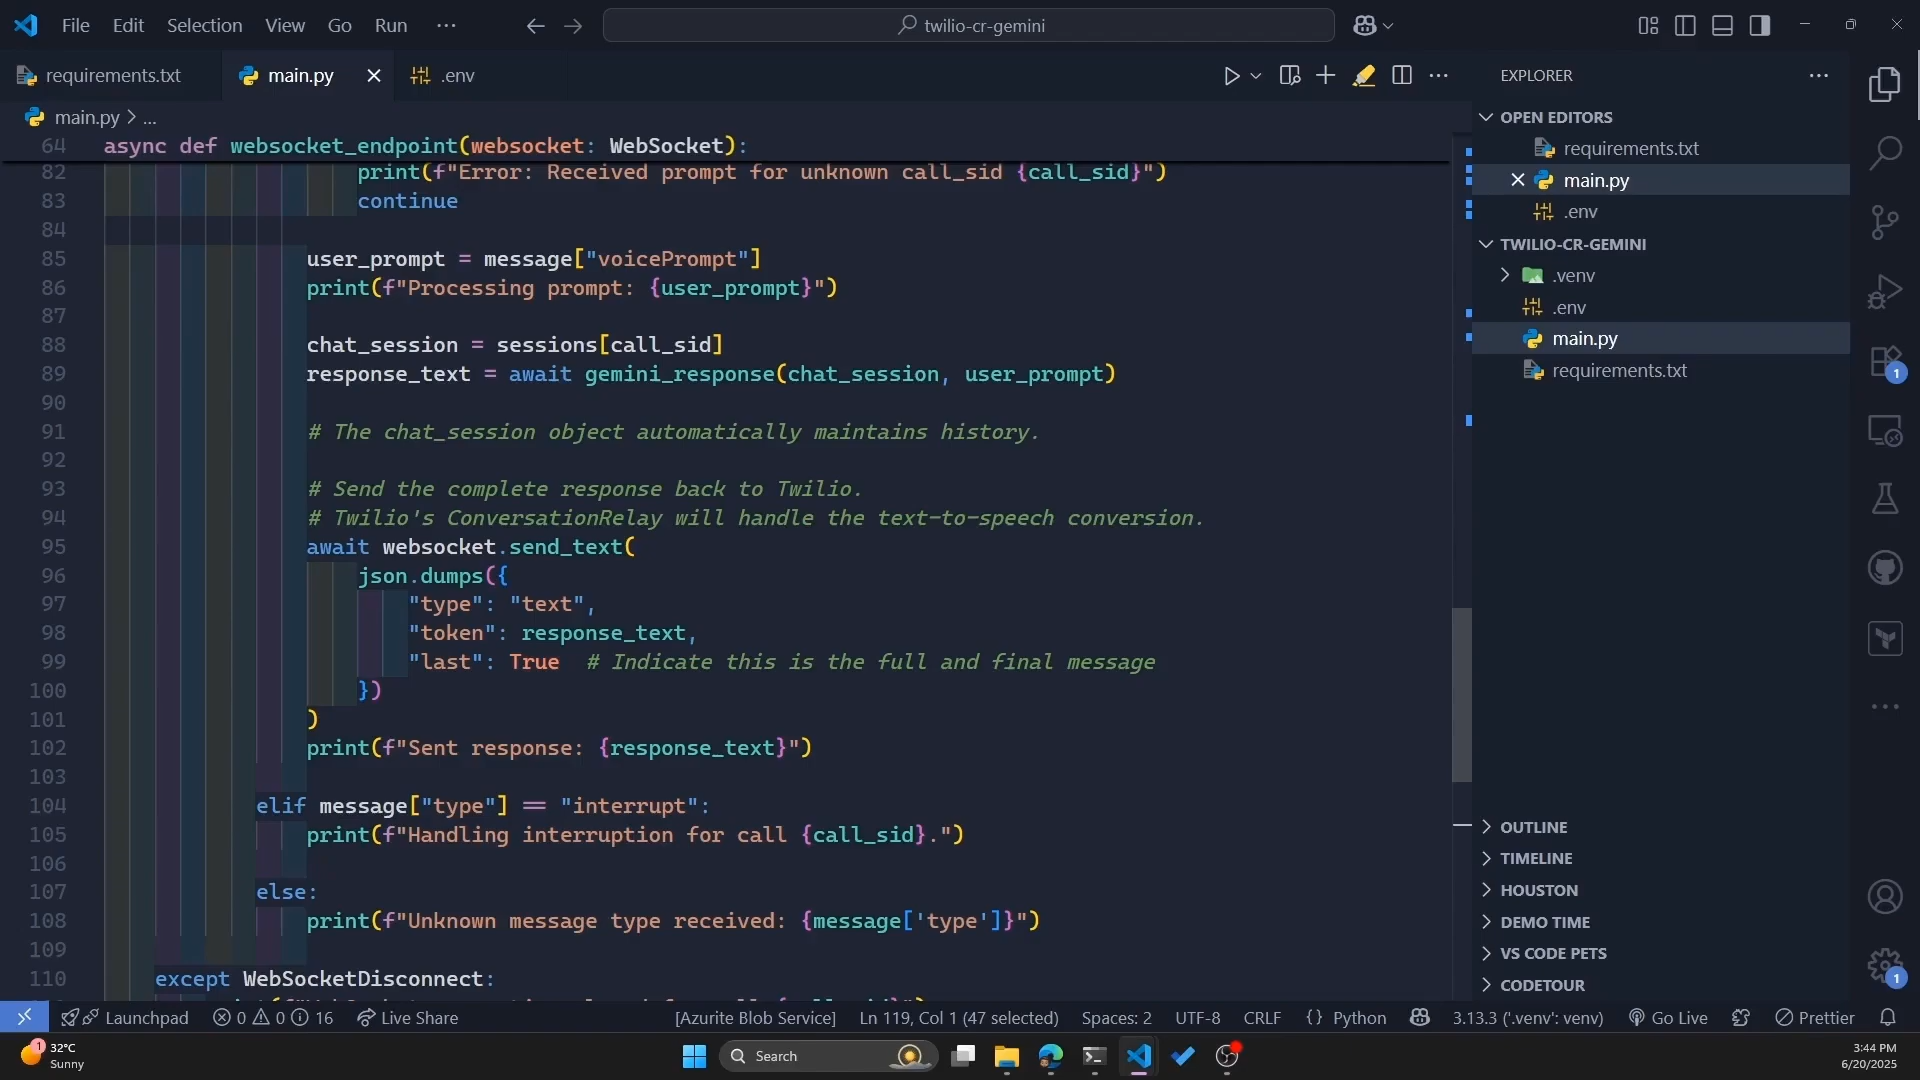 File Edit Selection View Go Run ···
twilio-cr-gemini
requirements.txt
main.py
.env
main.py > ...
64 async def websocket_endpoint(websocket: WebSocket):
82 print(f"Error: Received prompt for unknown call_sid {call_sid}")
83 continue
84
85 user_prompt = message["voicePrompt"]
86 print(f"Processing prompt: {user_prompt}")
87
88 chat_session = sessions[call_sid]
89 response_text = await gemini_response(chat_session, user_prompt)
90
91 # The chat_session object automatically maintains history.
92
93 # Send the complete response back to Twilio.
94 # Twilio's ConversationRelay will handle the text-to-speech conversion.
95 await websocket.send_text(
96 json.dumps({
97 "type": "text",
98 "token": response_text,
99 "last": True # Indicate this is the full and final message
100 })
101 )
102 print(f"Sent response: {response_text}")
103
104 elif message["type"] == "interrupt":
105 print(f"Handling interruption for call {call_sid}.")
106
107 else:
108 print(f"Unknown message type received: {message['type']}")
109
110 except WebSocketDisconnect:
EXPLORER
OPEN EDITORS
requirements.txt
main.py
.env
TWILIO-CR-GEMINI
.venv
.env
main.py
requirements.txt
OUTLINE
TIMELINE
HOUSTON
DEMO TIME
VS CODE PETS
CODETOUR
1
1
Launchpad 0 0 16 Live Share [Azurite Blob Service] Ln 119, Col 1 (47 selected) Spaces: 2 UTF-8 CRLF {} Python 3.13.3 ('.venv': venv) Go Live Prettier
1
32°C
Sunny
Search
3:44 PM
6/20/2025